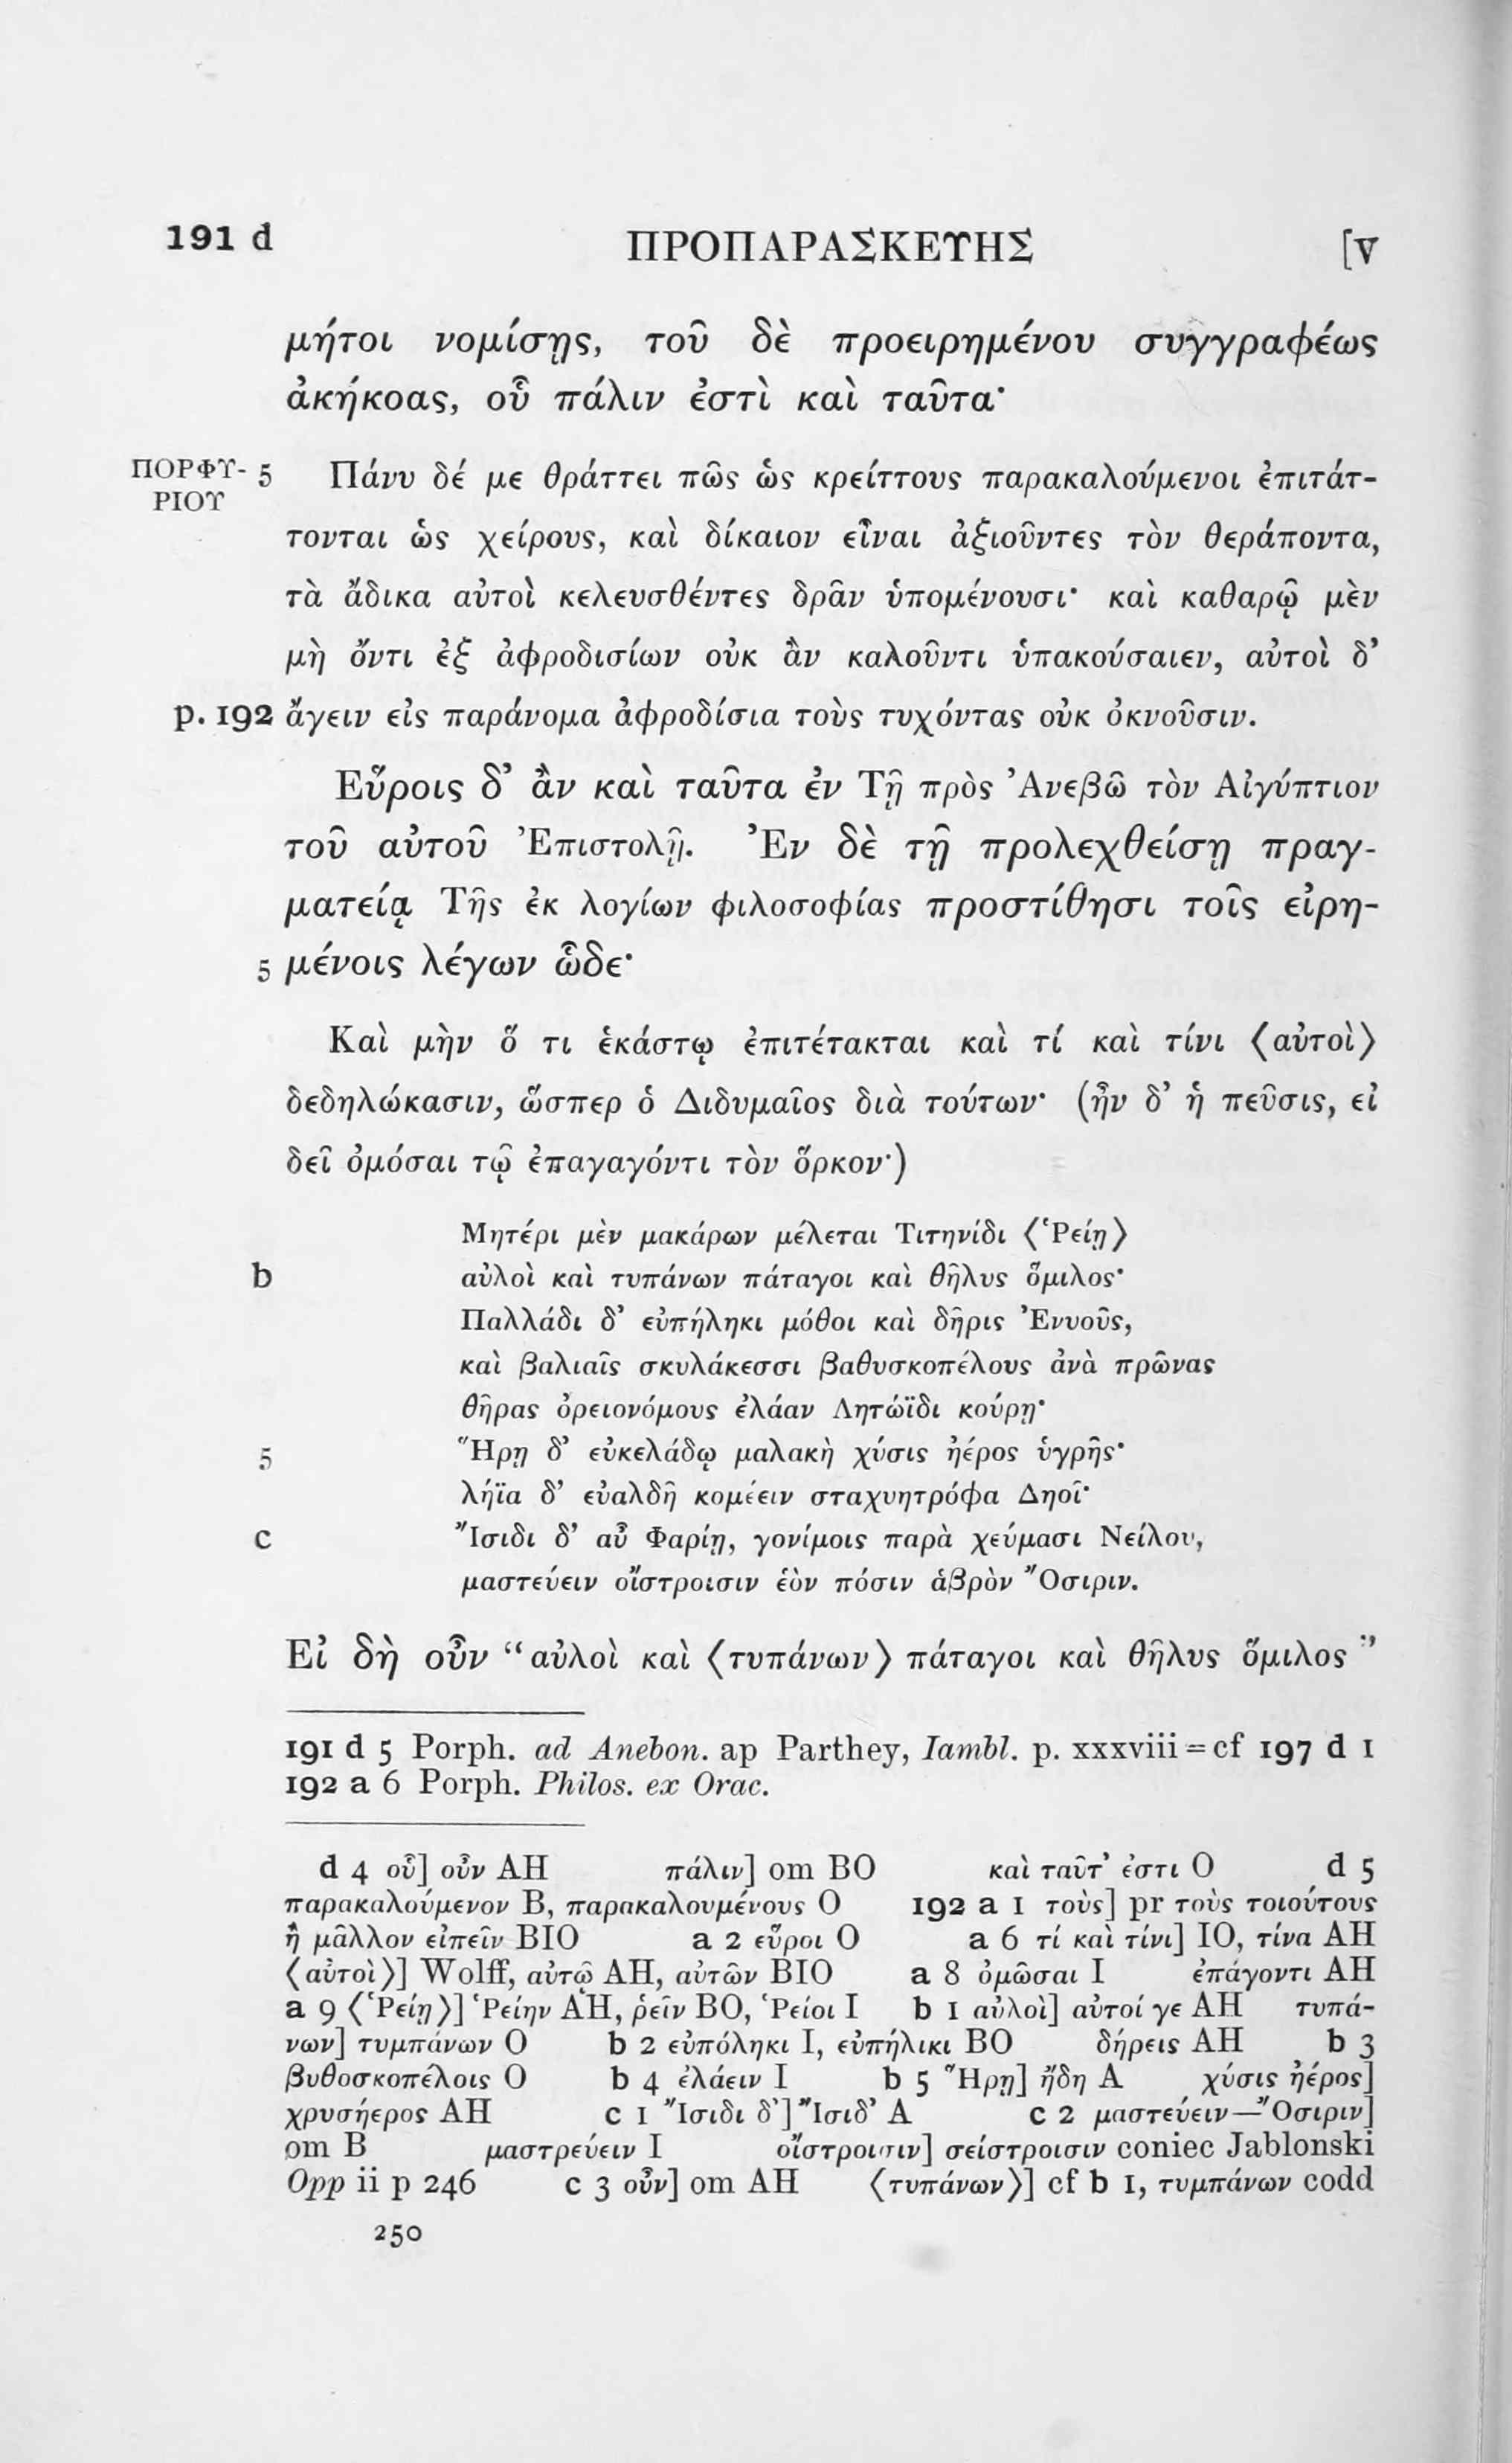 191 d ΠΡΟΠΑΡΑΣΚΕΥΗΣ [V
μήτοι νομίσῃς, τοῦ δὲ προειρημένου συγγραφέως
ἀκήκοας, οὗ πάλιν ἐστὶ καὶ ταῦτα·
ΠΟΡΦΥ- 5 Πάνυ δέ με θράττει πῶς ὡς κρείττους παρακαλούμενοι ἐπιτάτ-
ΡΙΟΥ
τονται ὡς χείρους, καὶ δίκαιον εἶναι ἀξιοῦντες τὸν θεράποντα,
τὰ ἄδικα αὐτοὶ κελευσθέντες δρᾶν ὑπομένουσι· καὶ καθαρῷ μὲν
μὴ ὄντι ἐξ ἀφροδισίων οὐκ ἂν καλοῦντι ὑπακούσαιεν, αὐτοὶ δ’
p. 192 ἄγειν εἰς παράνομα ἀφροδίσια τοὺς τυχόντας οὐκ ὀκνοῦσιν.
Εὕροις δ’ ἂν καὶ ταῦτα ἐν Τῇ πρὸς Ἀνεβῶ τὸν Αἰγύπτιον
τοῦ αὐτοῦ Ἐπιστολῇ. Ἐν δὲ τῇ προλεχθείσῃ πραγ-
ματείᾳ Τῆς ἐκ λογίων φιλοσοφίας προστίθησι τοῖς εἰρη-
5 μένοις λέγων ὧδε·
Καὶ μὴν ὅ τι ἑκάστῳ ἐπιτέτακται καὶ τί καὶ τίνι ⟨αὐτοὶ⟩
δεδηλώκασιν, ὥσπερ ὁ Διδυμαῖος διὰ τούτων· (ἦν δ’ ἡ πεῦσις, εἰ
δεῖ ὀμόσαι τῷ ἐπαγαγόντι τὸν ὅρκον·)
Μητέρι μὲν μακάρων μέλεται Τιτηνίδι ⟨Ῥείῃ⟩
b αὐλοὶ καὶ τυπάνων πάταγοι καὶ θῆλυς ὅμιλος·
Παλλάδι δ’ εὐπήληκι μόθοι καὶ δῆρις Ἐνυοῦς,
καὶ βαλιαῖς σκυλάκεσσι βαθυσκοπέλους ἀνὰ πρῶνας
θῆρας ὀρειονόμους ἐλάαν Λητώϊδι κούρῃ·
5 Ἥρῃ δ’ εὐκελάδῳ μαλακὴ χύσις ἠέρος ὑγρῆς·
λήϊα δ’ εὐαλδῆ κομέειν σταχυητρόφα Δηοῖ·
c Ἴσιδι δ’ αὖ Φαρίῃ, γονίμοις παρὰ χεύμασι Νείλου,
μαστεύειν οἴστροισιν ἑὸν πόσιν ἁβρὸν Ὄσιριν.
Εἰ δὴ οὖν “αὐλοὶ καὶ ⟨τυπάνων⟩ πάταγοι καὶ θῆλυς ὅμιλος”
191 d 5 Porph. ad Anebon. ap Parthey, Iambl. p. xxxviii = cf 197 d 1
192 a 6 Porph. Philos. ex Orac.
d 4 οὗ] οὖν AH πάλιν] om BO καὶ ταῦτ’ ἐστι O d 5
παρακαλούμενον B, παρακαλουμένους O 192 a 1 τοὺς] pr τοὺς τοιούτους
ἢ μᾶλλον εἰπεῖν BIO a 2 εὕροι O a 6 τί καὶ τίνι] IO, τίνα AH
⟨αὐτοὶ⟩] Wolff, αὐτῷ AH, αὐτῶν BIO a 8 ὀμῶσαι I ἐπάγοντι AH
a 9 ⟨Ῥείῃ⟩] Ῥείην AH, ῥεῖν BO, Ῥείοι I b 1 αὐλοὶ] αὐτοί γε AH τυπά-
νων] τυμπάνων O b 2 εὐπόληκι I, εὐπήλικι BO δήρεις AH b 3
βυθοσκοπέλοις O b 4 ἐλάειν I b 5 Ἥρῃ] ἤδη A χύσις ἠέρος]
χρυσήερος AH c 1 Ἴσιδι δ’] Ἴσιδ’ A c 2 μαστεύειν—Ὄσιριν]
om B μαστρεύειν I οἴστροισιν] σείστροισιν coniec Jablonski
Opp ii p 246 c 3 οὖν] om AH ⟨τυπάνων⟩] cf b 1, τυμπάνων codd
250